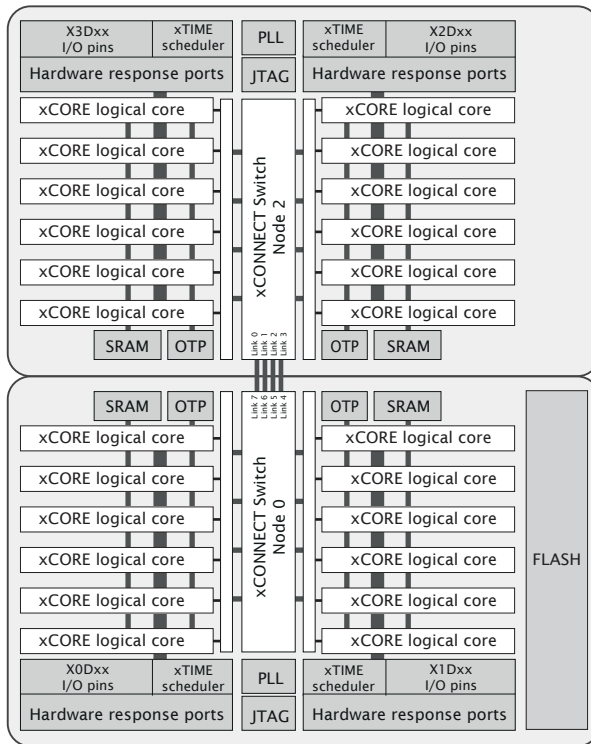 X3Dxx
I/O pins
xTIME
scheduler
PLL
xTIME
scheduler
X2Dxx
I/O pins
Hardware response ports
JTAG
Hardware response ports
xCORE logical core
xCORE logical core
xCORE logical core
xCORE logical core
xCORE logical core
xCORE logical core
xCONNECT Switch
Node 2
xCORE logical core
xCORE logical core
xCORE logical core
xCORE logical core
xCORE logical core
xCORE logical core
SRAM
OTP
Link 0
Link 1
Link 2
Link 3
OTP
SRAM
SRAM
OTP
Link 7
Link 6
Link 5
Link 4
OTP
SRAM
xCORE logical core
xCORE logical core
xCORE logical core
xCORE logical core
xCORE logical core
xCORE logical core
xCONNECT Switch
Node 0
xCORE logical core
xCORE logical core
xCORE logical core
xCORE logical core
xCORE logical core
xCORE logical core
FLASH
X0Dxx
I/O pins
xTIME
scheduler
PLL
xTIME
scheduler
X1Dxx
I/O pins
Hardware response ports
JTAG
Hardware response ports